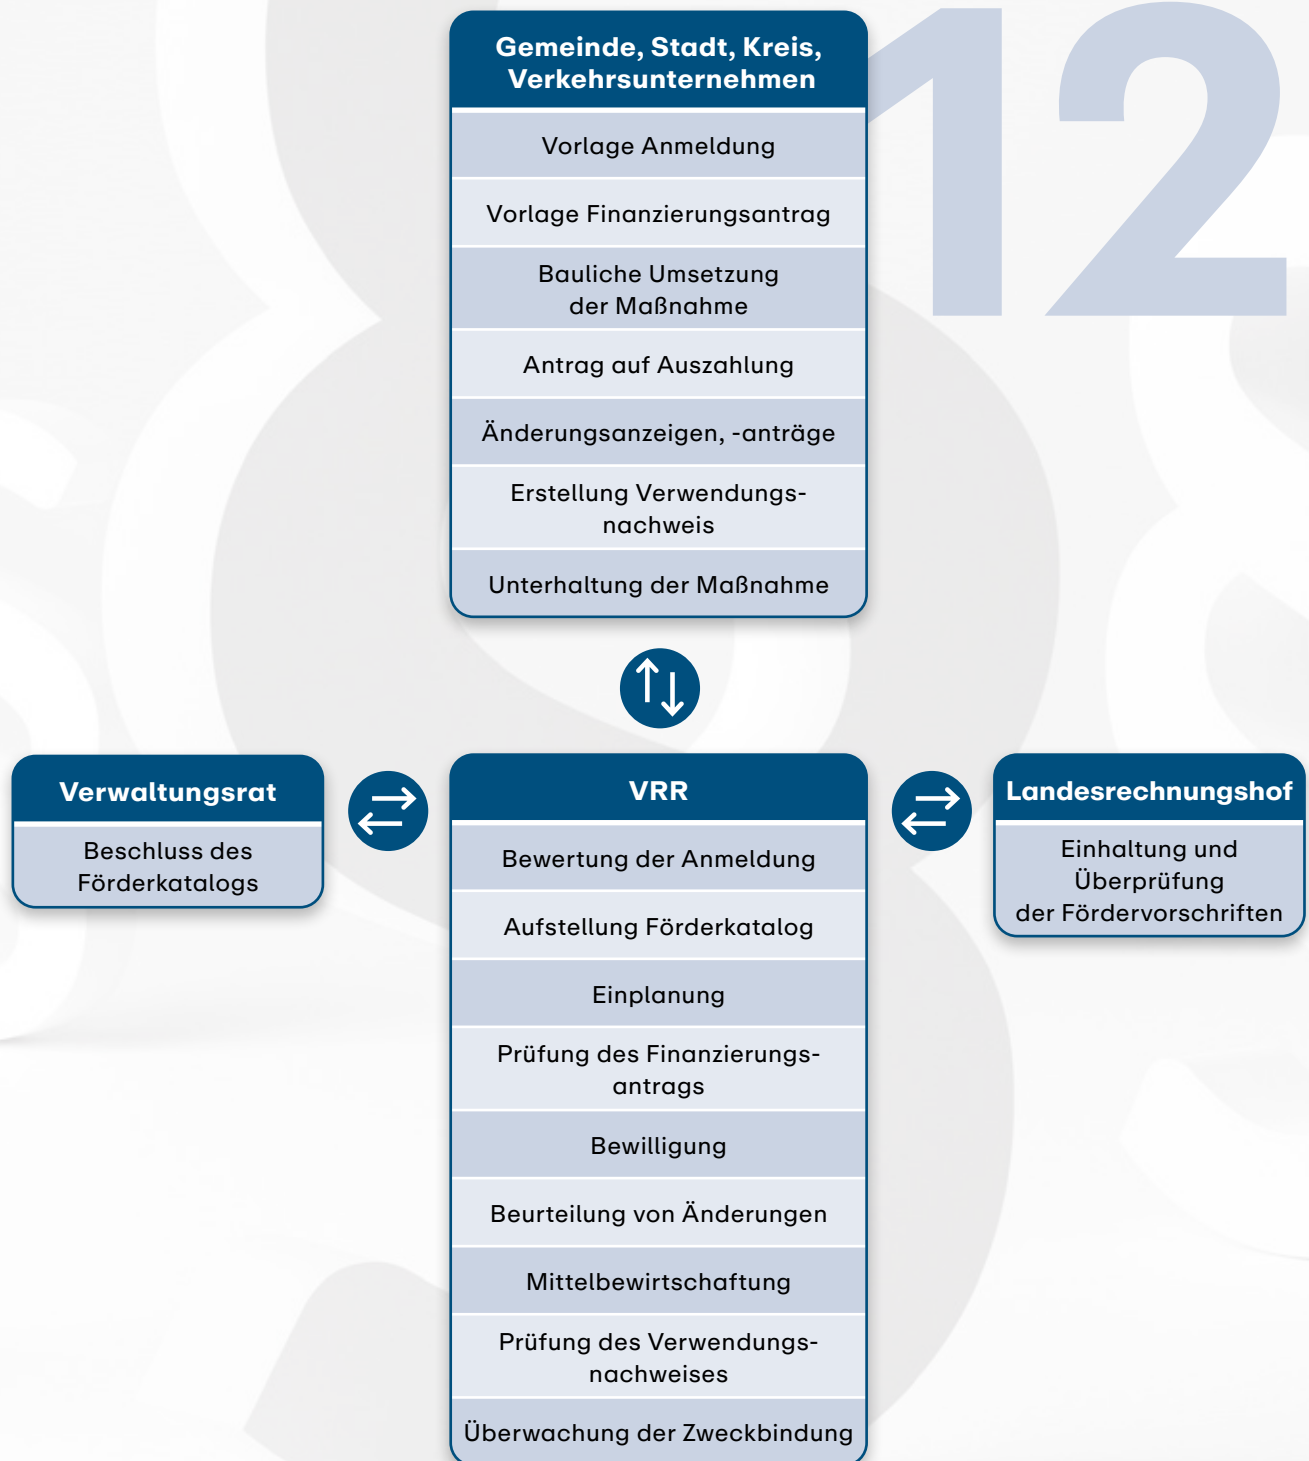 12
Gemeinde, Stadt, Kreis,
Verkehrsunternehmen
Vorlage Anmeldung
Vorlage Finanzierungsantrag
Bauliche Umsetzung
der Maßnahme
Antrag auf Auszahlung
Änderungsanzeigen, -anträge
Erstellung Verwendungs-
nachweis
Unterhaltung der Maßnahme
Verwaltungsrat
Beschluss des
Förderkatalogs
VRR
Bewertung der Anmeldung
Aufstellung Förderkatalog
Einplanung
Prüfung des Finanzierungs-
antrags
Bewilligung
Beurteilung von Änderungen
Mittelbewirtschaftung
Prüfung des Verwendungs-
nachweises
Überwachung der Zweckbindung
Landesrechnungshof
Einhaltung und
Überprüfung
der Fördervorschriften